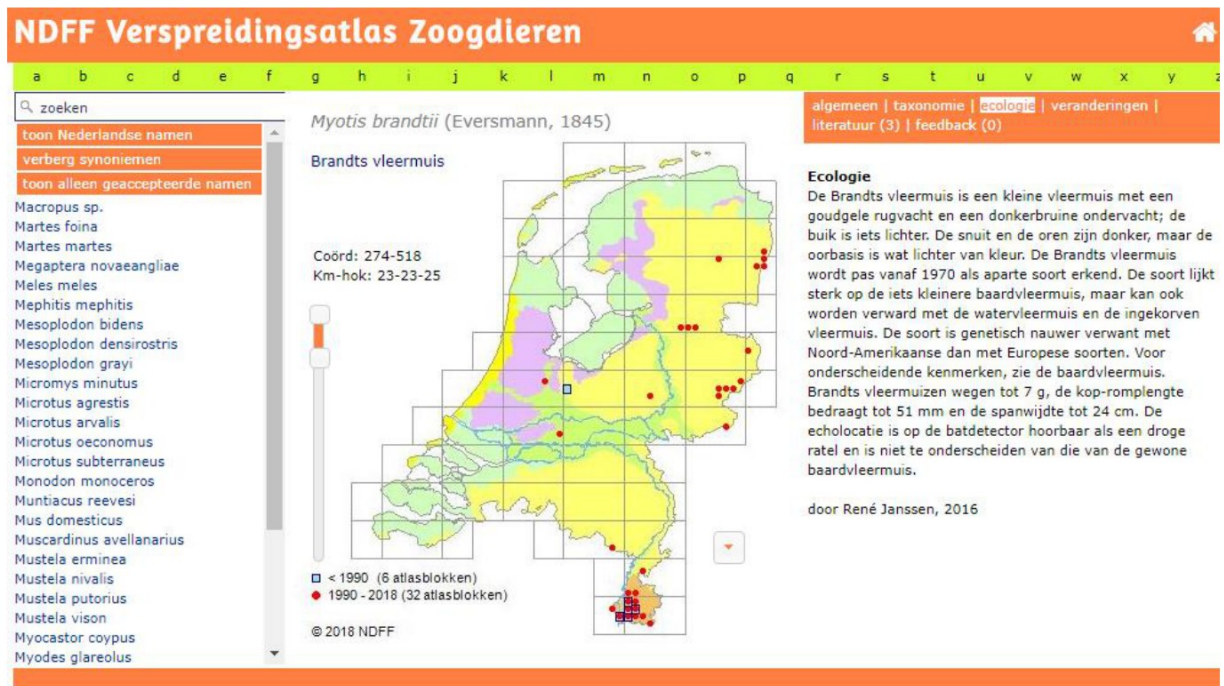 NDFF Verspreidingsatlas Zoogdieren
a b c d e f g h i j k l m n o p q r s t u v w x y z
zoeken
toon Nederlandse namen
verberg synoniemen
toon alleen geaccepteerde namen
Macropus sp.
Martes foina
Martes martes
Megaptera novaeangliae
Meles meles
Mephitis mephitis
Mesoplodon bidens
Mesoplodon densirostris
Mesoplodon grayi
Micromys minutus
Microtus agrestis
Microtus arvalis
Microtus oeconomus
Microtus subterraneus
Monodon monoceros
Muntiacus reevesi
Mus domesticus
Muscardinus avellanarius
Mustela erminea
Mustela nivalis
Mustela putorius
Mustela vison
Myocastor coypus
Myodes glareolus
Myotis brandtii (Eversmann, 1845)
Brandts vleermuis
Coörd: 274-518
Km-hok: 23-23-25
< 1990 (6 atlasblokken)
1990 - 2018 (32 atlasblokken)
© 2018 NDFF
algemeen | taxonomie | ecologie | veranderingen |
literatuur (3) | feedback (0)
Ecologie
De Brandts vleermuis is een kleine vleermuis met een
goudgele rugvacht en een donkerbruine ondervacht; de
buik is iets lichter. De snuit en de oren zijn donker, maar de
oorbasis is wat lichter van kleur. De Brandts vleermuis
wordt pas vanaf 1970 als aparte soort erkend. De soort lijkt
sterk op de iets kleinere baardvleermuis, maar kan ook
worden verward met de watervleermuis en de ingekorven
vleermuis. De soort is genetisch nauwer verwant met
Noord-Amerikaanse dan met Europese soorten. Voor
onderscheidende kenmerken, zie de baardvleermuis.
Brandts vleermuizen wegen tot 7 g, de kop-romplengte
bedraagt tot 51 mm en de spanwijdte tot 24 cm. De
echolocatie is op de batdetector hoorbaar als een droge
ratel en is niet te onderscheiden van die van de gewone
baardvleermuis.
door René Janssen, 2016